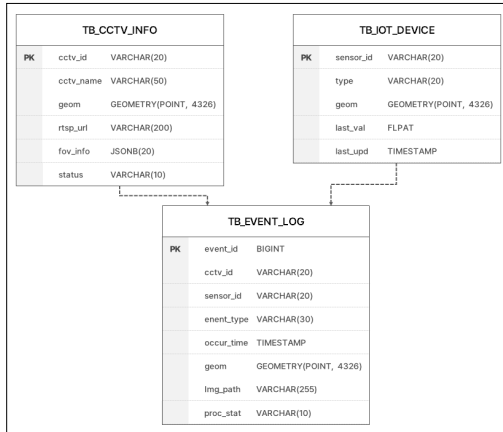 TB_CCTV_INFO
PK cctv_id VARCHAR(20)
cctv_name VARCHAR(50)
geom GEOMETRY(POINT, 4326)
rtsp_url VARCHAR(200)
fov_info JSONB(20)
status VARCHAR(10)
TB_IOT_DEVICE
PK sensor_id VARCHAR(20)
type VARCHAR(20)
geom GEOMETRY(POINT, 4326)
last_val FLPAT
last_upd TIMESTAMP
TB_EVENT_LOG
PK event_id BIGINT
cctv_id VARCHAR(20)
sensor_id VARCHAR(20)
enent_type VARCHAR(30)
occur_time TIMESTAMP
geom GEOMETRY(POINT, 4326)
Img_path VARCHAR(255)
proc_stat VARCHAR(10)